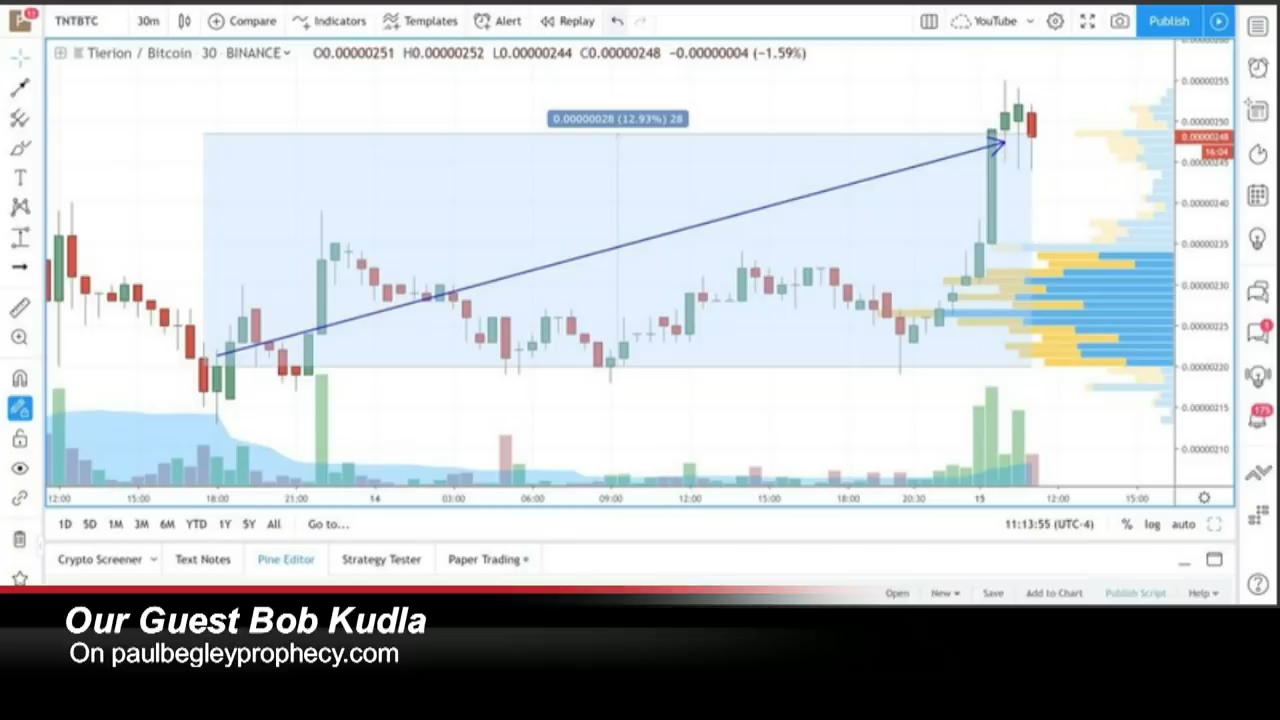 11
TNTBTC 30m Compare Indicators Templates Alert Replay YouTube Publish
Tierion / Bitcoin 30 BINANCE O0.00000251 H0.00000252 L0.00000244 C0.00000248 −0.00000004 (−1.59%)
0.00000255
0.00000028 (12.93%) 28
0.00000250
0.00000248
16:04
0.00000245
0.00000240
0.00000235
0.00000230
0.00000225
0.00000220
0.00000215
0.00000210
1
175
12:00 15:00 18:00 21:00 14 03:00 06:00 09:00 12:00 15:00 18:00 20:30 15 12:00 15:00
1D 5D 1M 3M 6M YTD 1Y 5Y All Go to... 11:13:55 (UTC-4) % log auto
Crypto Screener Text Notes Pine Editor Strategy Tester Paper Trading
Open New Save Add to Chart Publish Script Help
Our Guest Bob Kudla
On paulbegleyprophecy.com